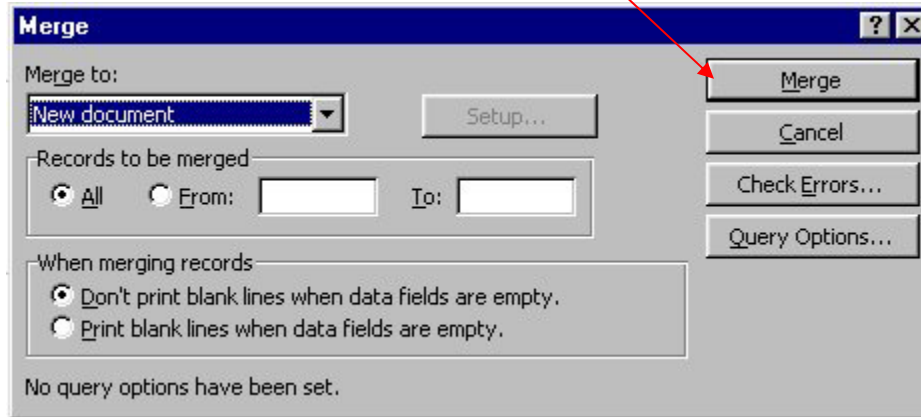 Merge
Merge to:
New document
Setup...
Records to be merged
All From: To:
When merging records
Don't print blank lines when data fields are empty.
Print blank lines when data fields are empty.
No query options have been set.
Merge
Cancel
Check Errors...
Query Options...